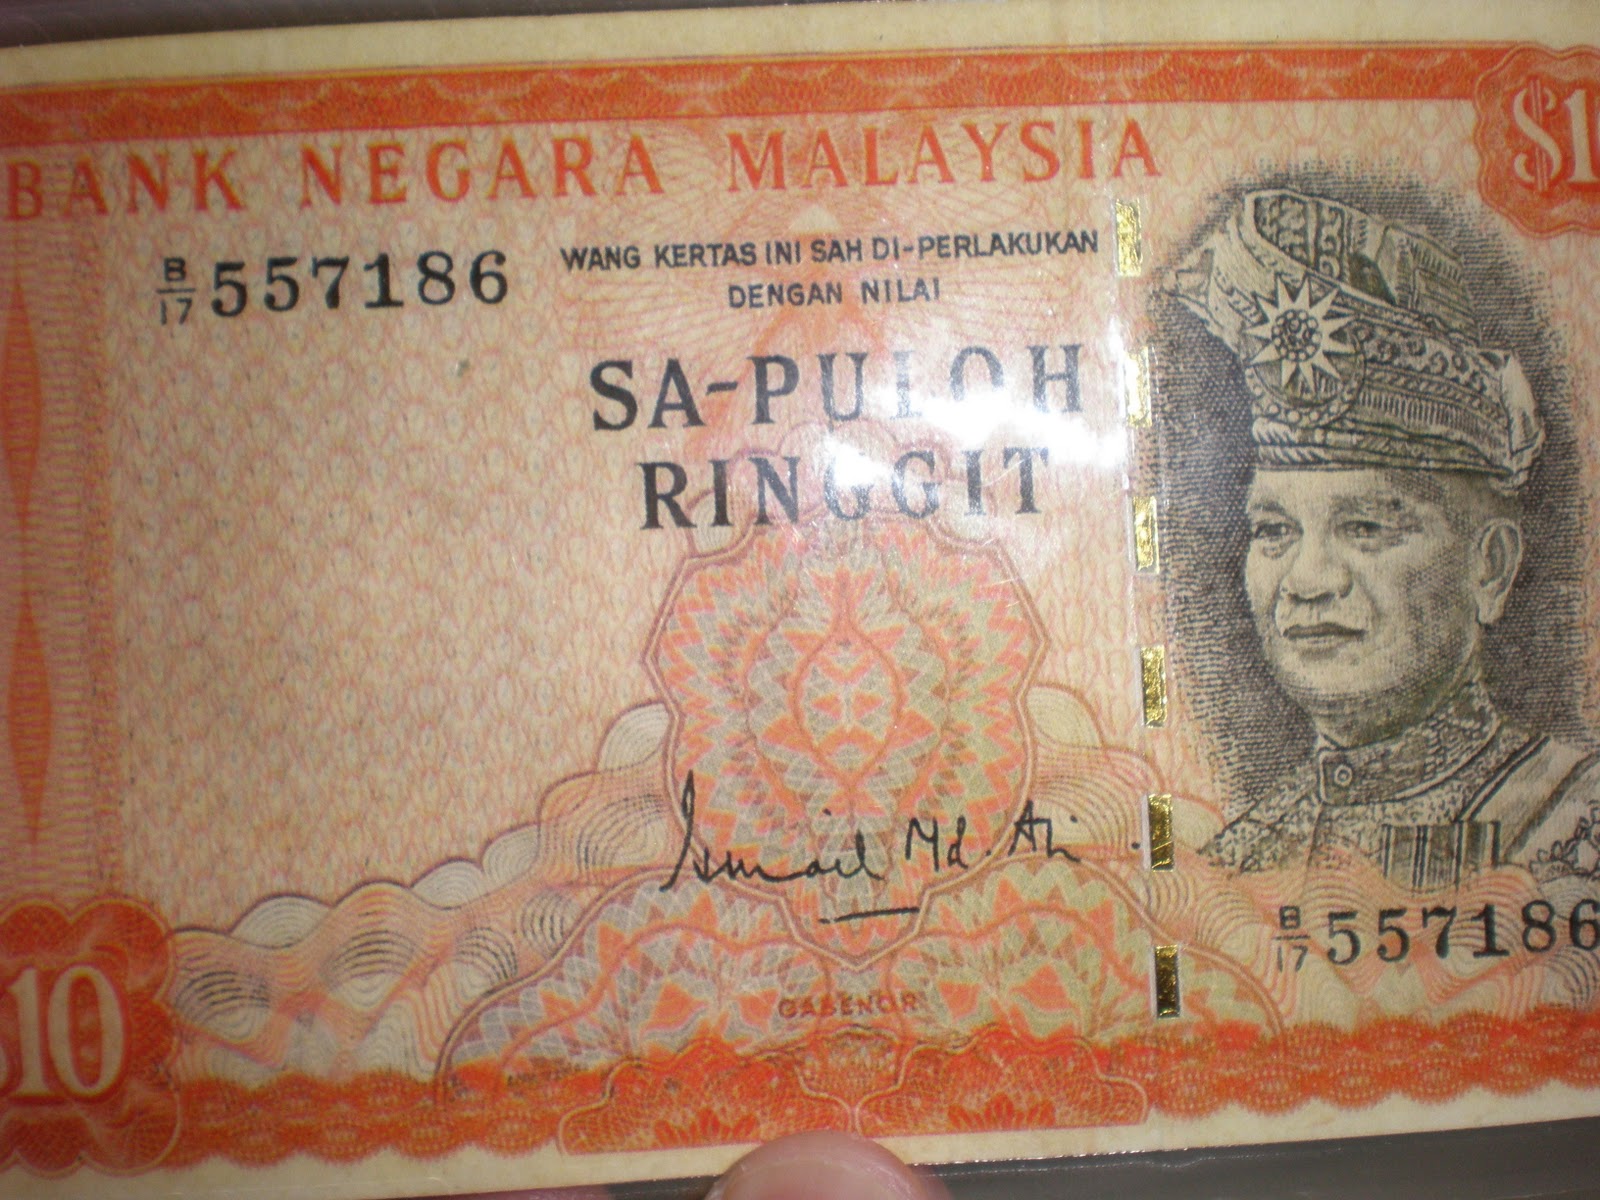 $10
BANK NEGARA MALAYSIA
B/17 557186
WANG KERTAS INI SAH DI-PERLAKUKAN
DENGAN NILAI
SA-PULOH
RINGGIT
Ismail Md. Ali
B/17 557186
GABENOR
$10